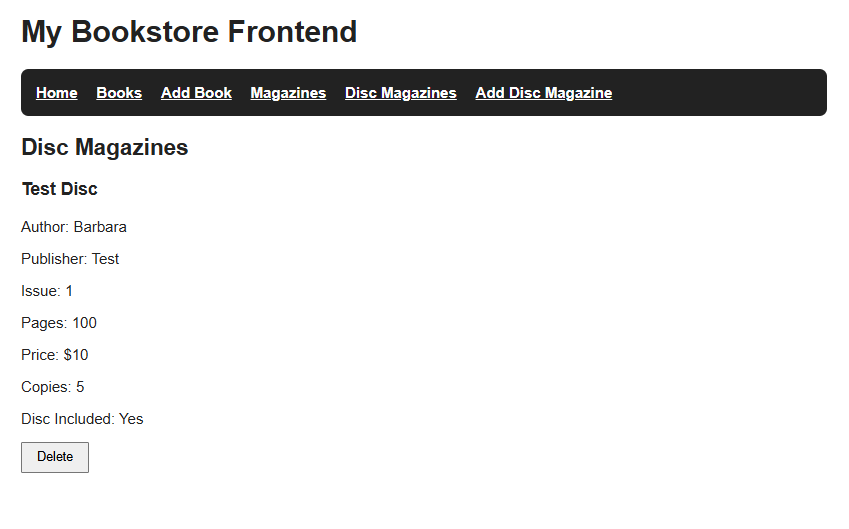 My Bookstore Frontend
Home Books Add Book Magazines Disc Magazines Add Disc Magazine
Disc Magazines
Test Disc
Author: Barbara
Publisher: Test
Issue: 1
Pages: 100
Price: $10
Copies: 5
Disc Included: Yes
Delete